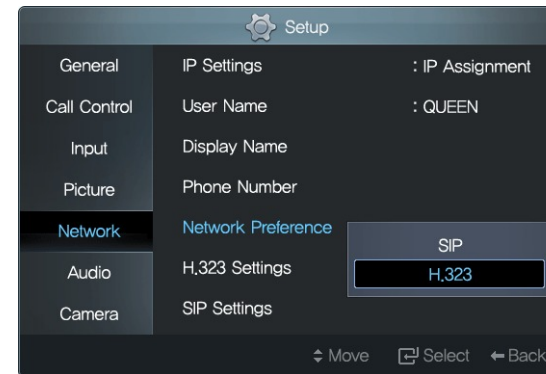 Setup
General
Call Control
Input
Picture
Network
Audio
Camera
IP Settings : IP Assignment
User Name : QUEEN
Display Name
Phone Number
Network Preference
SIP
H.323
H.323 Settings
SIP Settings
Move Select Back